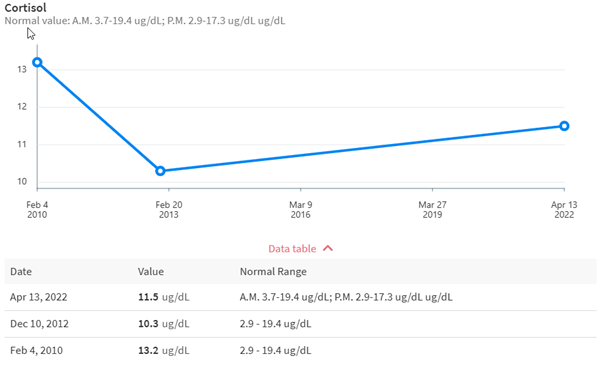 Cortisol
Normal value: A.M. 3.7-19.4 ug/dL; P.M. 2.9-17.3 ug/dL ug/dL
13
12
11
10
Feb 4 Feb 20 Mar 9 Mar 27 Apr 13
2010 2013 2016 2019 2022
Data table
Date Value Normal Range
Apr 13, 2022 11.5 ug/dL A.M. 3.7-19.4 ug/dL; P.M. 2.9-17.3 ug/dL ug/dL
Dec 10, 2012 10.3 ug/dL 2.9 - 19.4 ug/dL
Feb 4, 2010 13.2 ug/dL 2.9 - 19.4 ug/dL